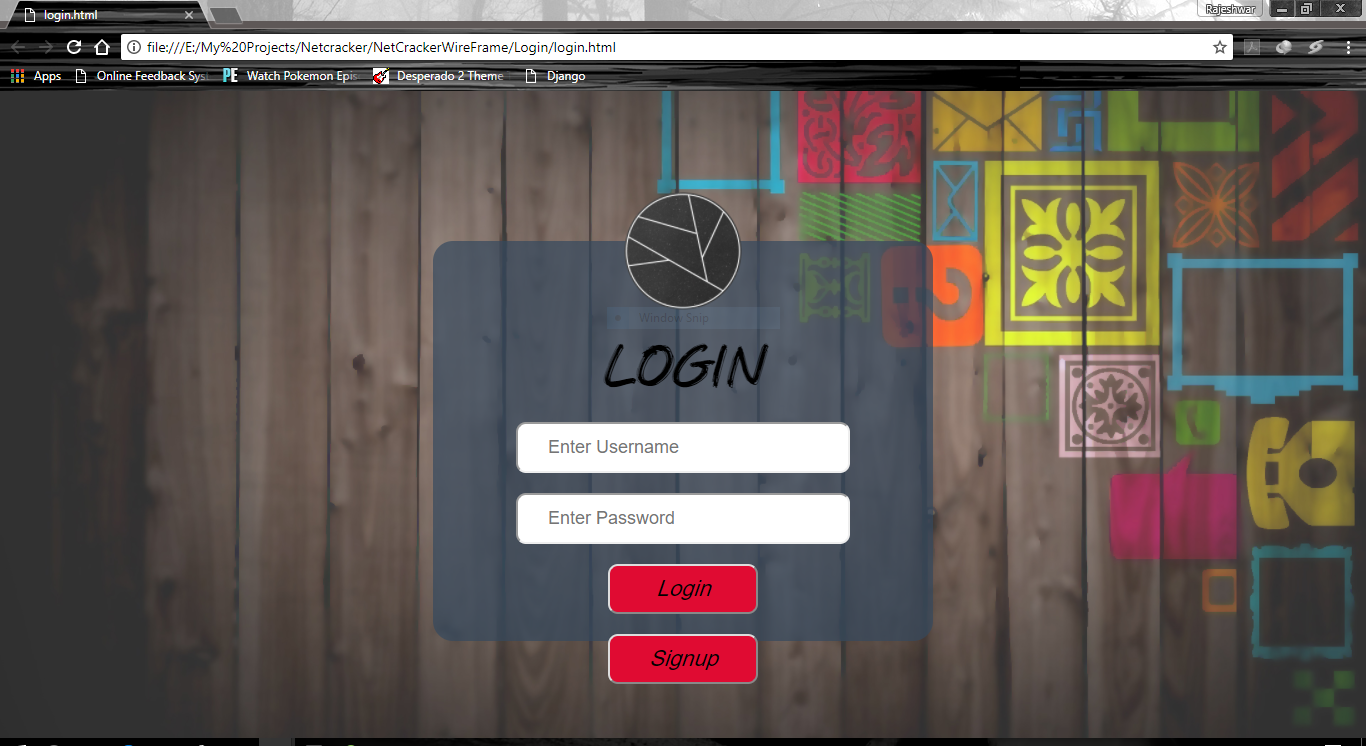 login.html
Rajeshwar
file:///E:/My%20Projects/Netcracker/NetCrackerWireFrame/Login/login.html
Apps Online Feedback Sys PE Watch Pokemon Epis Desperado 2 Theme Django
Window Snip
LOGIN
Enter Username
Enter Password
Login
Signup